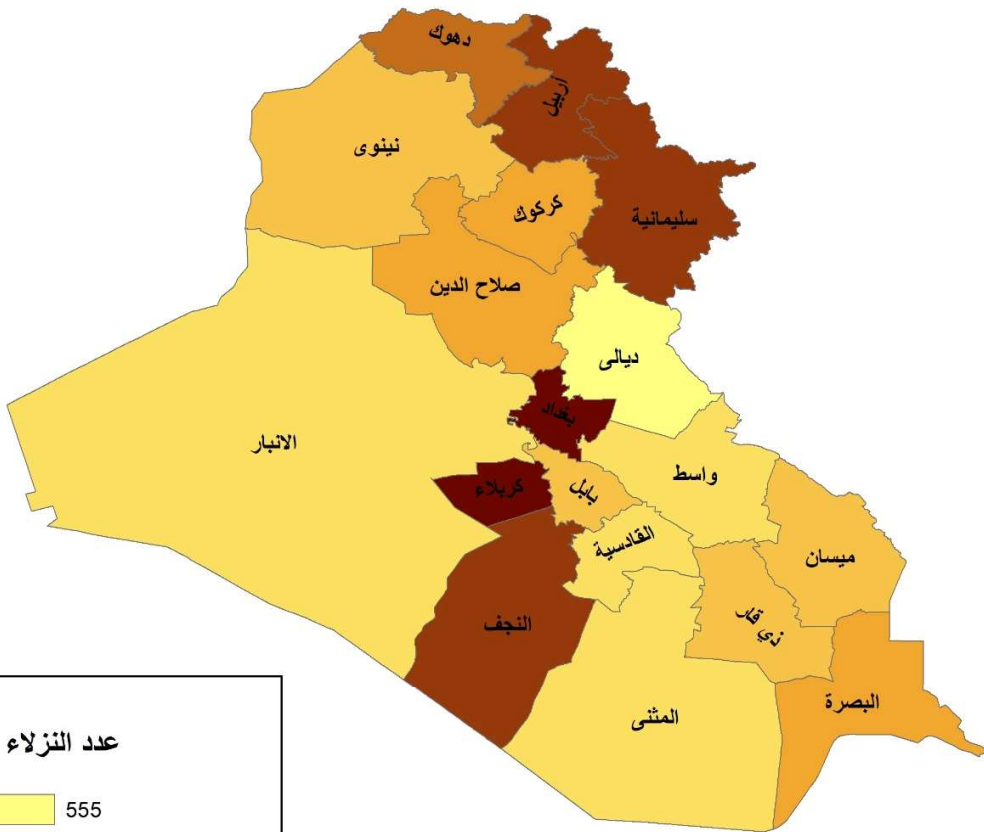 دهوك
أربيل
نينوى
كركوك
سليمانية
صلاح الدين
ديالى
بغداد
الانبار
واسط
كربلاء
بابل
القادسية
ميسان
النجف
ذي قار
المثنى
البصرة
عدد النزلاء
555